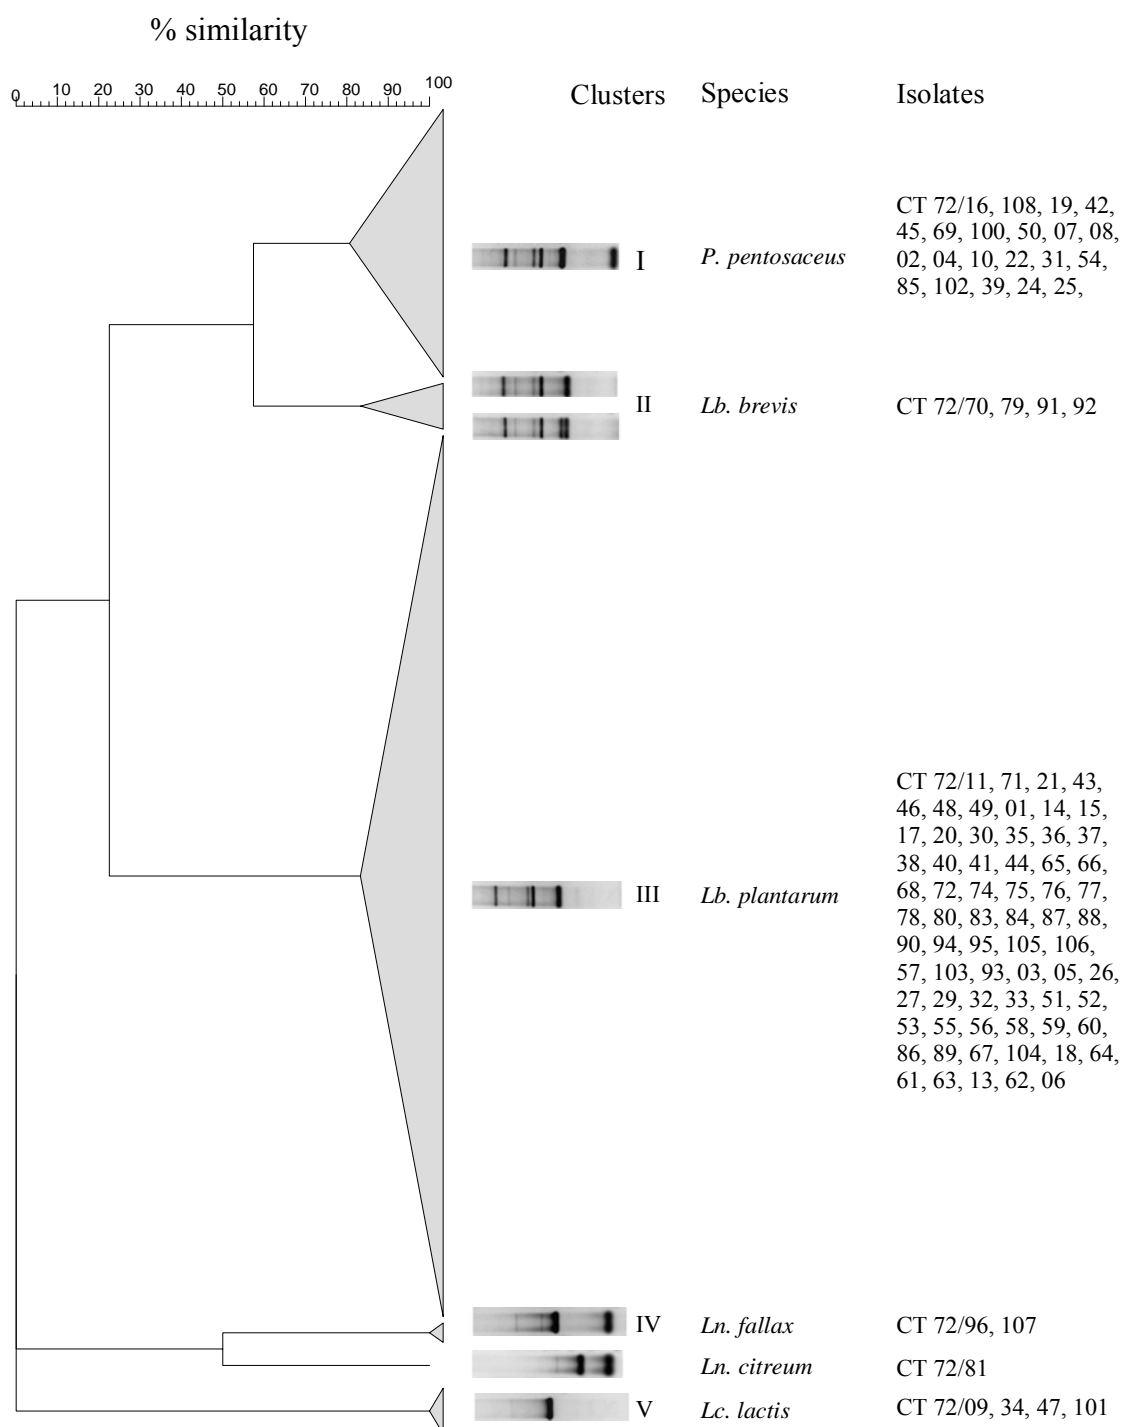 % similarity
0 10 20 30 40 50 60 70 80 90 100
Clusters Species Isolates
I P. pentosaceus
CT 72/16, 108, 19, 42,
45, 69, 100, 50, 07, 08,
02, 04, 10, 22, 31, 54,
85, 102, 39, 24, 25,
II Lb. brevis CT 72/70, 79, 91, 92
III Lb. plantarum
CT 72/11, 71, 21, 43,
46, 48, 49, 01, 14, 15,
17, 20, 30, 35, 36, 37,
38, 40, 41, 44, 65, 66,
68, 72, 74, 75, 76, 77,
78, 80, 83, 84, 87, 88,
90, 94, 95, 105, 106,
57, 103, 93, 03, 05, 26,
27, 29, 32, 33, 51, 52,
53, 55, 56, 58, 59, 60,
86, 89, 67, 104, 18, 64,
61, 63, 13, 62, 06
IV Ln. fallax CT 72/96, 107
Ln. citreum CT 72/81
V Lc. lactis CT 72/09, 34, 47, 101